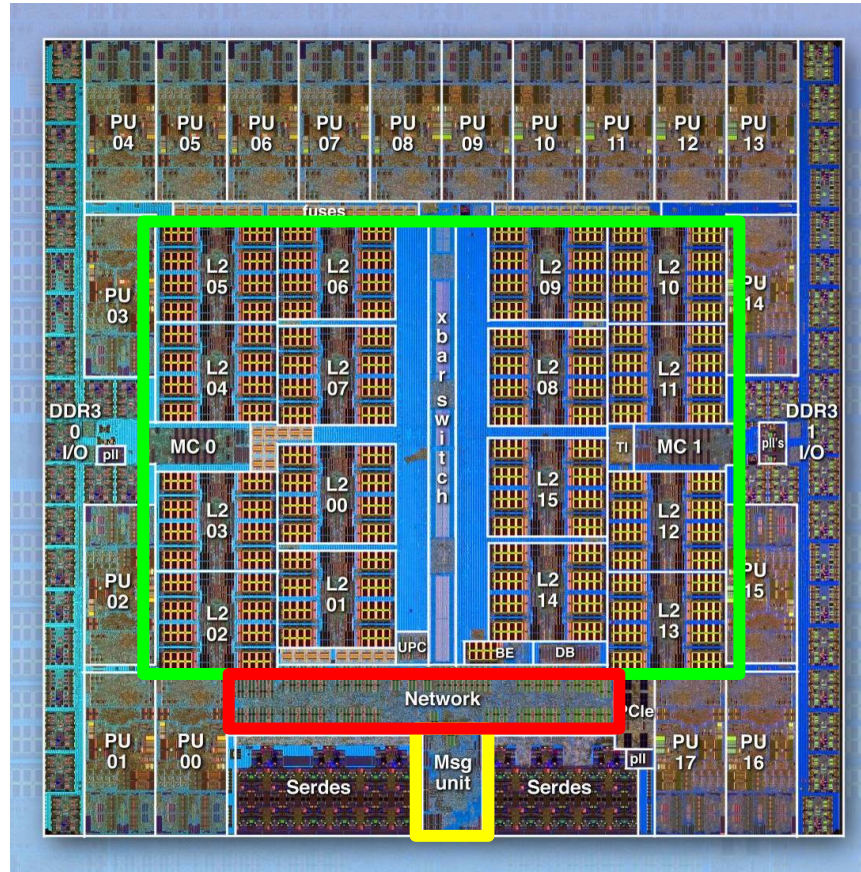 PU
04
PU
05
PU
06
PU
07
PU
08
PU
09
PU
10
PU
11
PU
12
PU
13
fuses
PU
03
L2
05
L2
06
L2
09
L2
10
PU
14
xbar switch
L2
04
L2
07
L2
08
L2
11
DDR3
0
I/O
pll
MC 0
TI
MC 1
pll's
DDR3
1
I/O
L2
03
L2
00
L2
15
L2
12
PU
02
L2
02
L2
01
L2
14
L2
13
PU
15
UPC
BE
DB
Network
PCIe
PU
01
PU
00
Serdes
Msg
unit
Serdes
pll
PU
17
PU
16